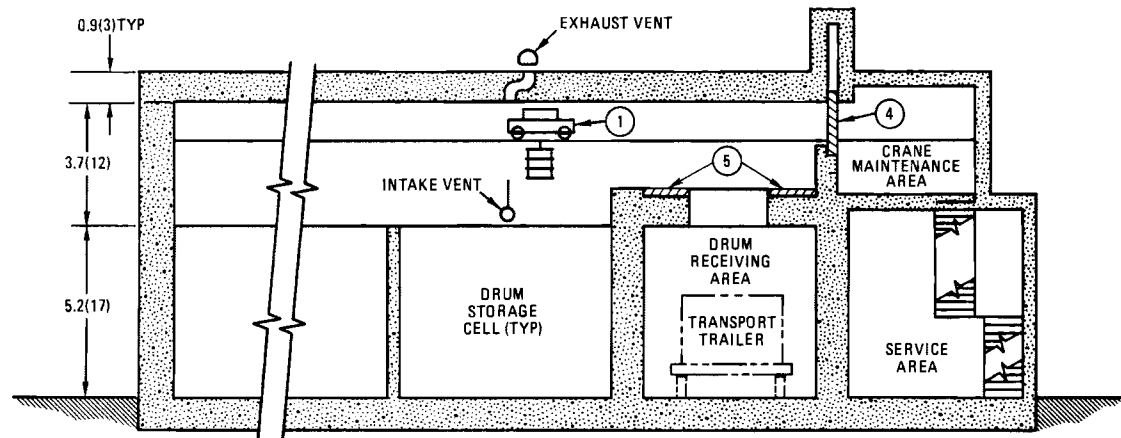 0.9(3)TYP
EXHAUST VENT
1
4
3.7(12)
5
CRANE
MAINTENANCE
AREA
INTAKE VENT
DRUM
RECEIVING
AREA
5.2(17)
DRUM
STORAGE
CELL (TYP)
TRANSPORT
TRAILER
SERVICE
AREA